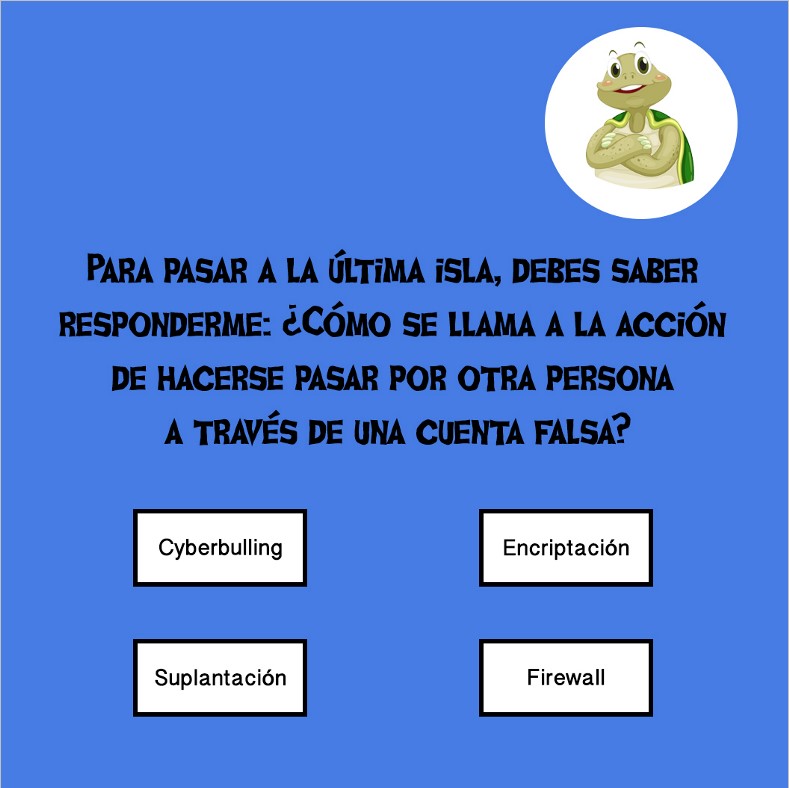 Para pasar a la última isla, debes saber
responderme: ¿Cómo se llama a la acción
de hacerse pasar por otra persona
a través de una cuenta falsa?
Cyberbulling
Encriptación
Suplantación
Firewall